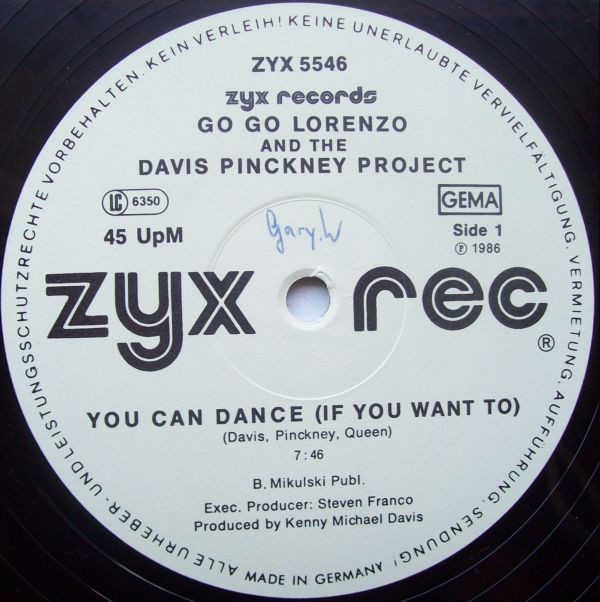 ALLE URHEBER- UND LEISTUNGSSCHUTZRECHTE VORBEHALTEN. KEIN VERLEIH! KEINE UNERLAUBTE VERVIELFÄLTIGUNG, VERMIETUNG, AUFFÜHRUNG, SENDUNG!
ZYX 5546
zyx records
GO GO LORENZO
AND THE
DAVIS PINCKNEY PROJECT
LC 6350
GEMA
45 UpM
Gary.W
Side 1
℗ 1986
zyx rec ®
YOU CAN DANCE (IF YOU WANT TO)
(Davis, Pinckney, Queen)
7:46
B. Mikulski Publ.
Exec. Producer: Steven Franco
Produced by Kenny Michael Davis
MADE IN GERMANY